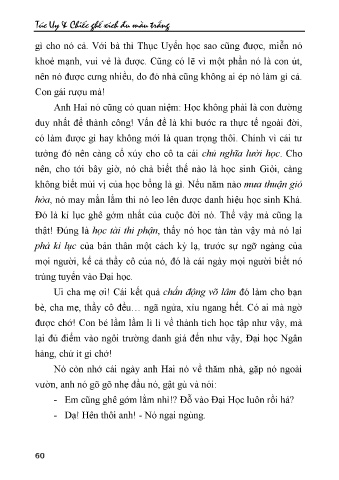 Túc Uy & Chiếc ghế xích đu màu trắng
gì cho nó cả. Với bà thì Thục Uyển học sao cũng được, miễn nó
khoẻ mạnh, vui vẻ là được. Cũng có lẽ vì một phần nó là con út,
nên nó được cưng nhiều, do đó nhà cũng không ai ép nó làm gì cả.
Con gái rượu mà!
Anh Hai nó cũng có quan niệm: Học không phải là con đường
duy nhất để thành công! Vấn đề là khi bước ra thực tế ngoài đời,
có làm được gì hay không mới là quan trọng thôi. Chính vì cái tư
tưởng đó nên càng cổ xúy cho cô ta cái chủ nghĩa lười học. Cho
nên, cho tới bây giờ, nó chả biết thế nào là học sinh Giỏi, càng
không biết mùi vị của học bổng là gì. Nếu năm nào mưa thuận gió
hòa, nó may mắn lắm thì nó leo lên được danh hiệu học sinh Khá.
Đó là kỉ lục ghê gớm nhất của cuộc đời nó. Thế vậy mà cũng lạ
thật! Đúng là học tài thi phận, thấy nó học tàn tàn vậy mà nó lại
phá kỉ lục của bản thân một cách kỳ lạ, trước sự ngỡ ngàng của
mọi người, kể cả thầy cô của nó, đó là cái ngày mọi người biết nó
trúng tuyển vào Đại học.
Ui cha mẹ ơi! Cái kết quả chấn động võ lâm đó làm cho bạn
bè, cha mẹ, thầy cô đều… ngã ngửa, xỉu ngang hết. Có ai mà ngờ
được chớ! Con bé lẩm lẩm lì lì về thành tích học tập như vậy, mà
lại đủ điểm vào ngôi trường danh giá đến như vậy, Đại học Ngân
hàng, chứ ít gì chớ!
Nó còn nhớ cái ngày anh Hai nó về thăm nhà, gặp nó ngoài
vườn, anh nó gõ gõ nhẹ đầu nó, gật gù và nói:
- Em cũng ghê gớm lắm nhỉ!? Đỗ vào Đại Học luôn rồi hả?
- Dạ! Hên thôi anh! - Nó ngại ngùng.
60